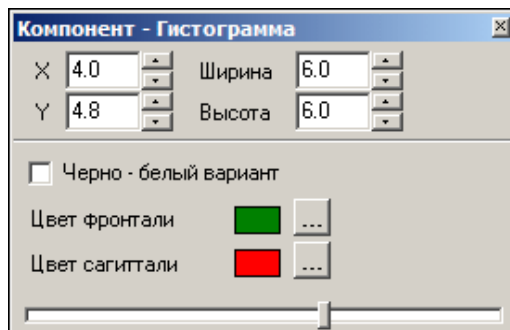 Компонент - Гистограмма
X 4.0 Ширина 6.0
Y 4.8 Высота 6.0
Черно - белый вариант
Цвет фронтали ...
Цвет сагиттали ...